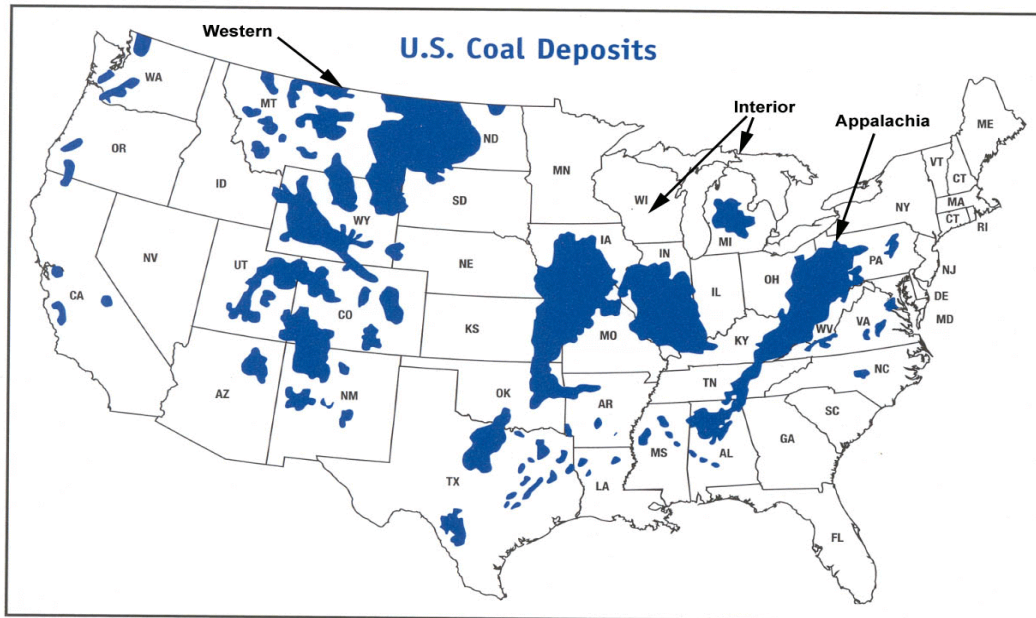 Western
U.S. Coal Deposits
Interior
Appalachia
WA
MT
ND
MN
ME
OR
ID
WY
SD
WI
VT
CT
NY
MA
CT
RI
MI
IA
NE
NV
UT
IN
OH
PA
NJ
CA
CO
IL
DE
MD
KS
MO
WV
VA
KY
AZ
NM
OK
TN
NC
AR
SC
MS
AL
GA
TX
LA
FL